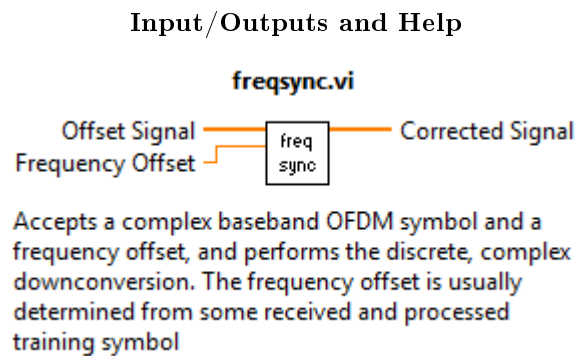 Input/Outputs and Help
freqsync.vi
Offset Signal
freq
sync
Corrected Signal
Frequency Offset
Accepts a complex baseband OFDM symbol and a
frequency offset, and performs the discrete, complex
downconversion. The frequency offset is usually
determined from some received and processed
training symbol